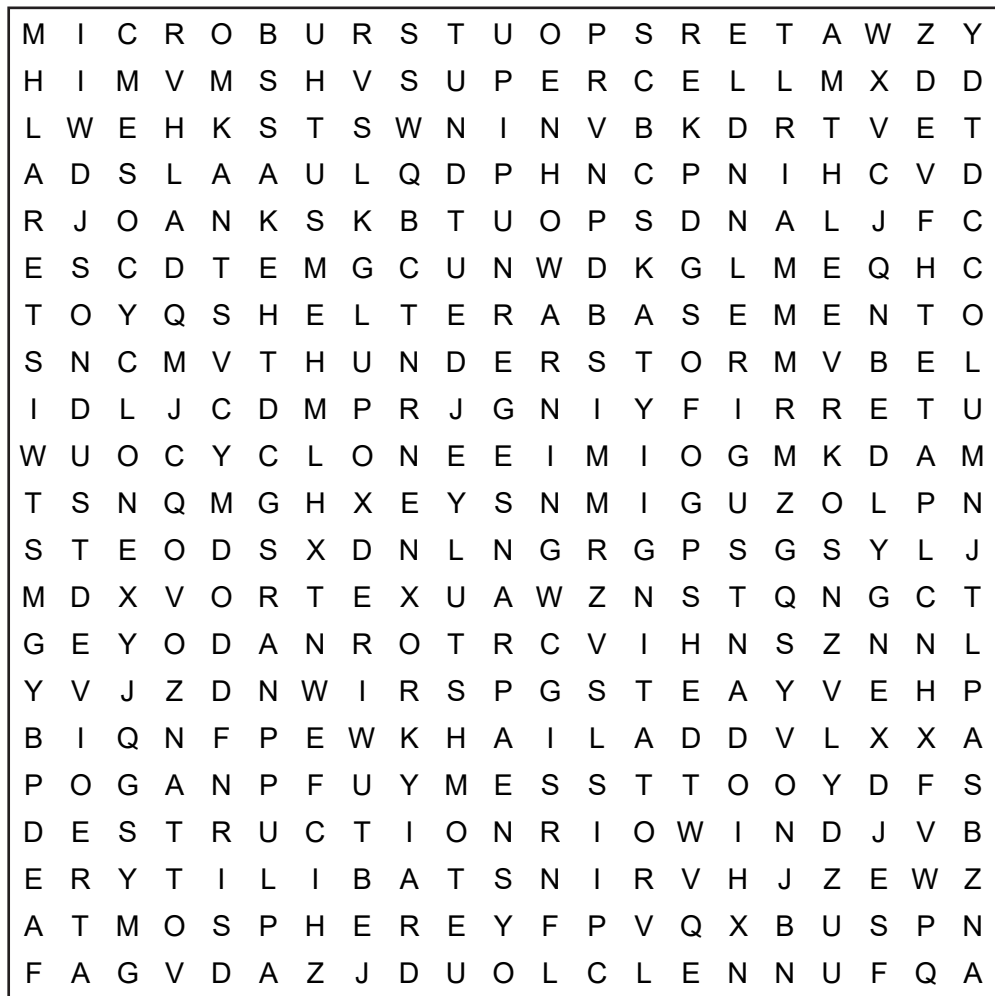 M I C R O B U R S T U O P S R E T A W Z Y
H I M V M S H V S U P E R C E L L M X D D
L W E H K S T S W N I N V B K D R T V E T
A D S L A A U L Q D P H N C P N I H C V D
R J O A N K S K B T U O P S D N A L J F C
E S C D T E M G C U N W D K G L M E Q H C
T O Y Q S H E L T E R A B A S E M E N T O
S N C M V T H U N D E R S T O R M V B E L
I D L J C D M P R J G N I Y F I R R E T U
W U O C Y C L O N E E I M I O G M K D A M
T S N Q M G H X E Y S N M I G U Z O L P N
S T E O D S X D N L N G R G P S G S Y L J
M D X V O R T E X U A W Z N S T Q N G C T
G E Y O D A N R O T R C V I H N S Z N N L
Y V J Z D N W I R S P G S T E A Y V E H P
B I Q N F P E W K H A I L A D D V L X X A
P O G A N P F U Y M E S S T T O O Y D F S
D E S T R U C T I O N R I O W I N D J V B
E R Y T I L I B A T S N I R V H J Z E W Z
A T M O S P H E R E Y F P V Q X B U S P N
F A G V D A Z J D U O L C L E N N U F Q A